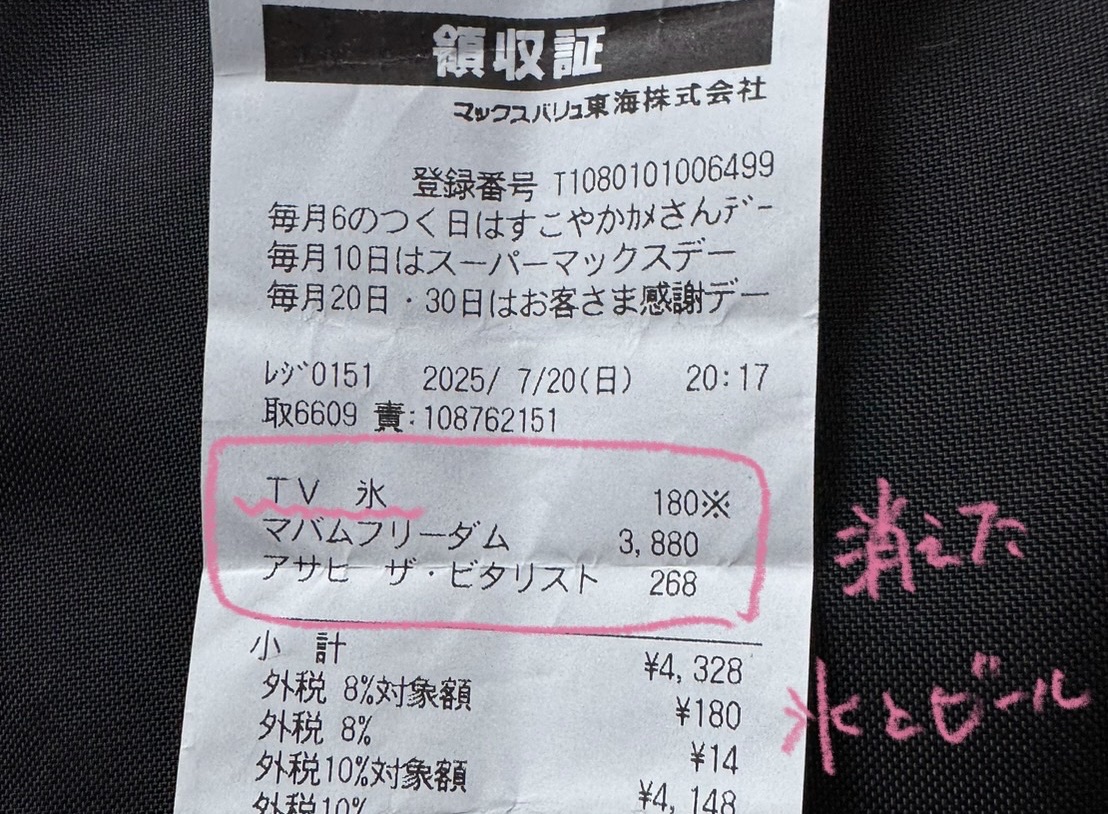 領収証
マックスバリュ東海株式会社
登録番号 T1080101006499
毎月6のつく日はすこやかｶﾒさんﾃﾞｰ
毎月10日はスーパーマックスデー
毎月20日・30日はお客さま感謝デー
ﾚｼﾞ0151 2025/ 7/20(日) 20:17
取6609 責:108762151
TV 氷 180※
マバムフリーダム 3,880
アサヒ ザ・ビタリスト 268
消えた
氷とビール
小 計 ¥4,328
外税 8%対象額 ¥180
外税 8% ¥14
外税10%対象額 ¥4,148
外税10%